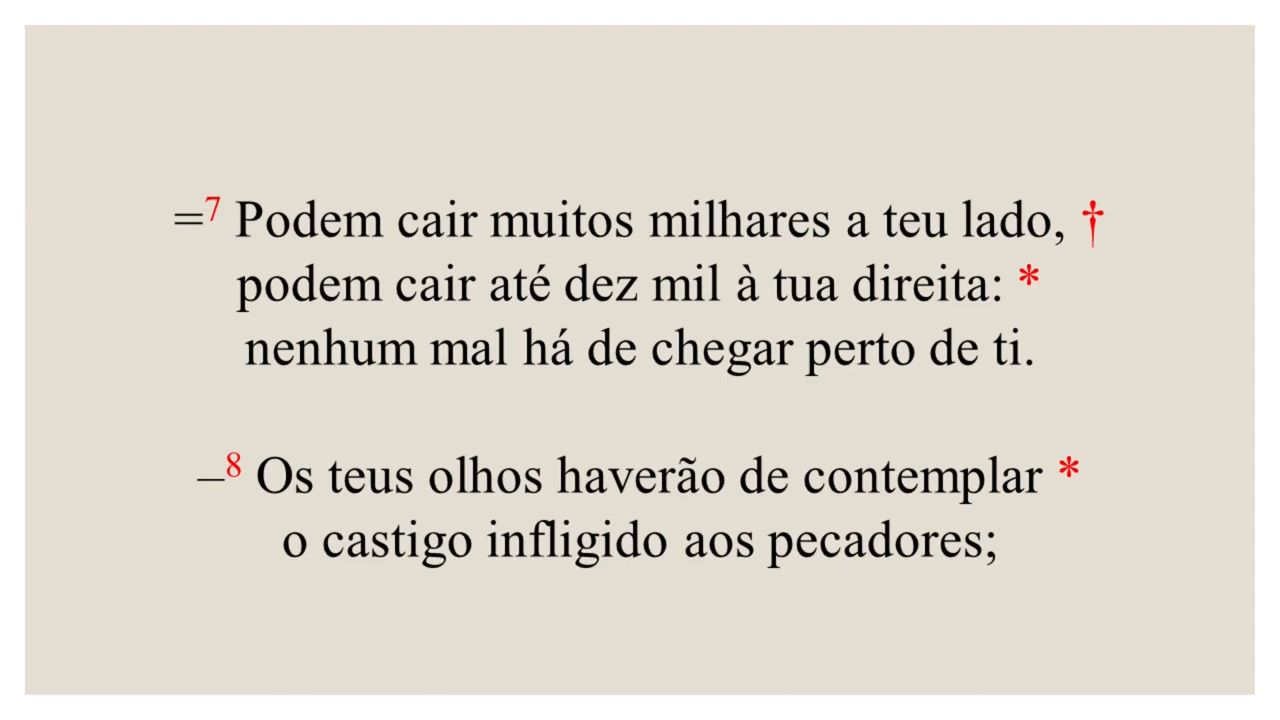 =7 Podem cair muitos milhares a teu lado, †
podem cair até dez mil à tua direita: *
nenhum mal há de chegar perto de ti.
–8 Os teus olhos haverão de contemplar *
o castigo infligido aos pecadores;